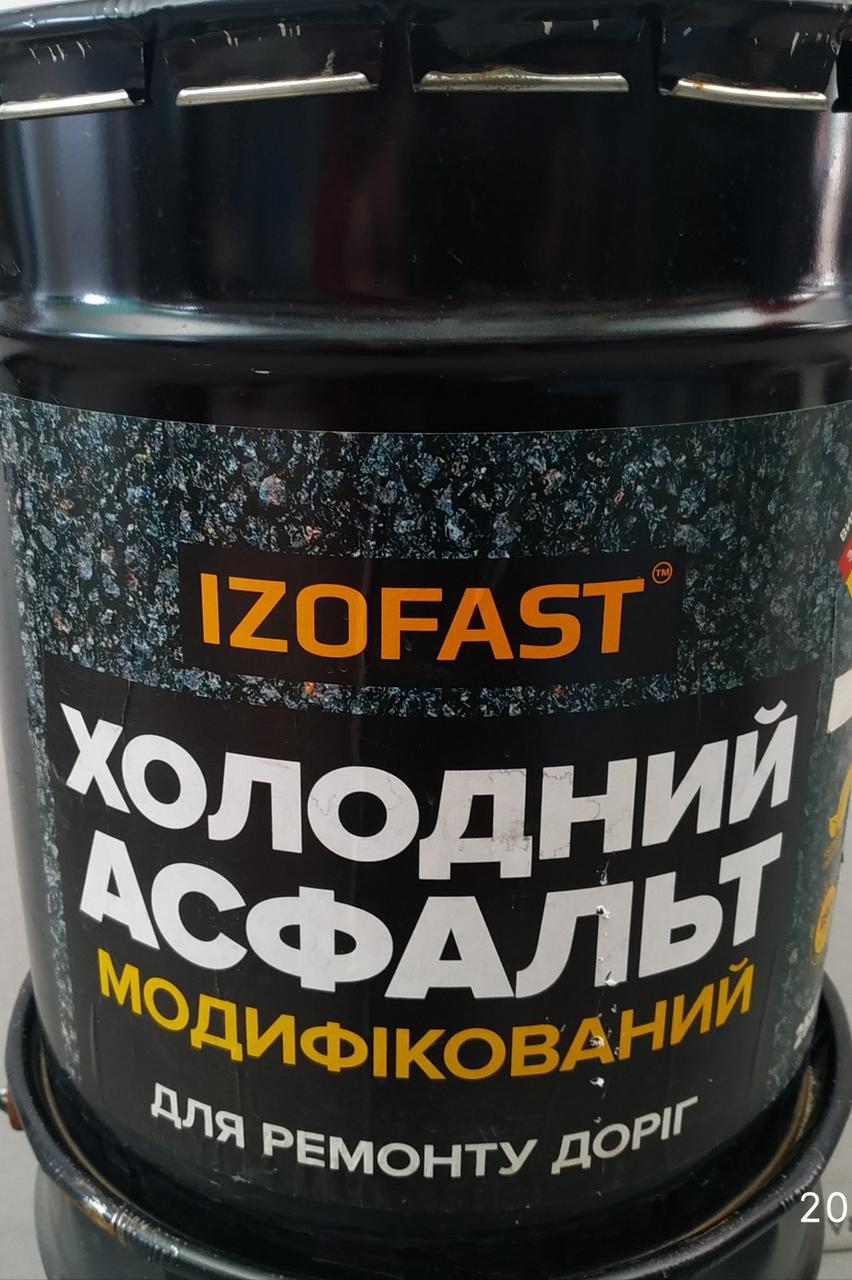 IZOFAST™
ХОЛОДНИЙ
АСФАЛЬТ
МОДИФІКОВАНИЙ
ДЛЯ РЕМОНТУ ДОРІГ
20